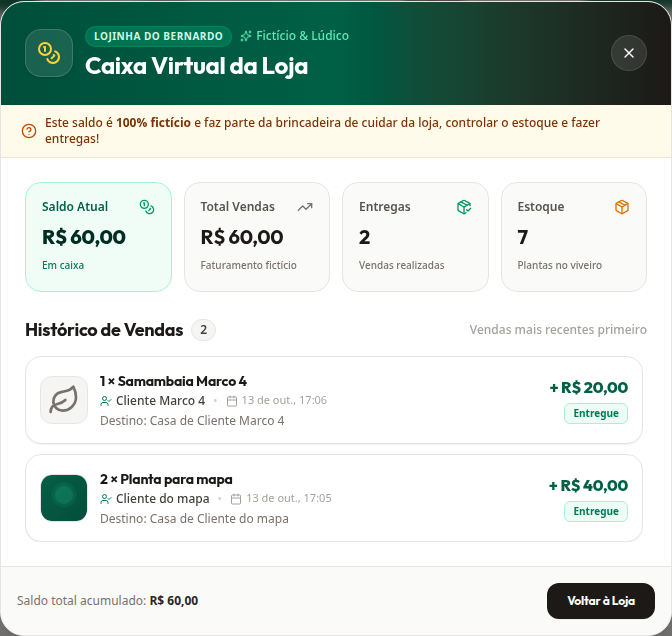 LOJINHA DO BERNARDO
Fictício & Lúdico
Caixa Virtual da Loja
Este saldo é 100% fictício e faz parte da brincadeira de cuidar da loja, controlar o estoque e fazer
entregas!
Saldo Atual
R$ 60,00
Em caixa
Total Vendas
R$ 60,00
Faturamento fictício
Entregas
2
Vendas realizadas
Estoque
7
Plantas no viveiro
Histórico de Vendas
2
Vendas mais recentes primeiro
1 × Samambaia Marco 4
Cliente Marco 4 • 13 de out., 17:06
Destino: Casa de Cliente Marco 4
+ R$ 20,00
Entregue
2 × Planta para mapa
Cliente do mapa • 13 de out., 17:05
Destino: Casa de Cliente do mapa
+ R$ 40,00
Entregue
Saldo total acumulado: R$ 60,00
Voltar à Loja